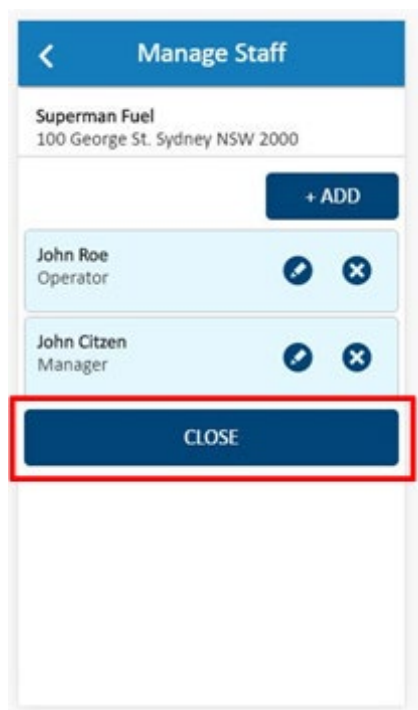 Manage Staff
Superman Fuel
100 George St. Sydney NSW 2000
+ ADD
John Roe
Operator
John Citzen
Manager
CLOSE